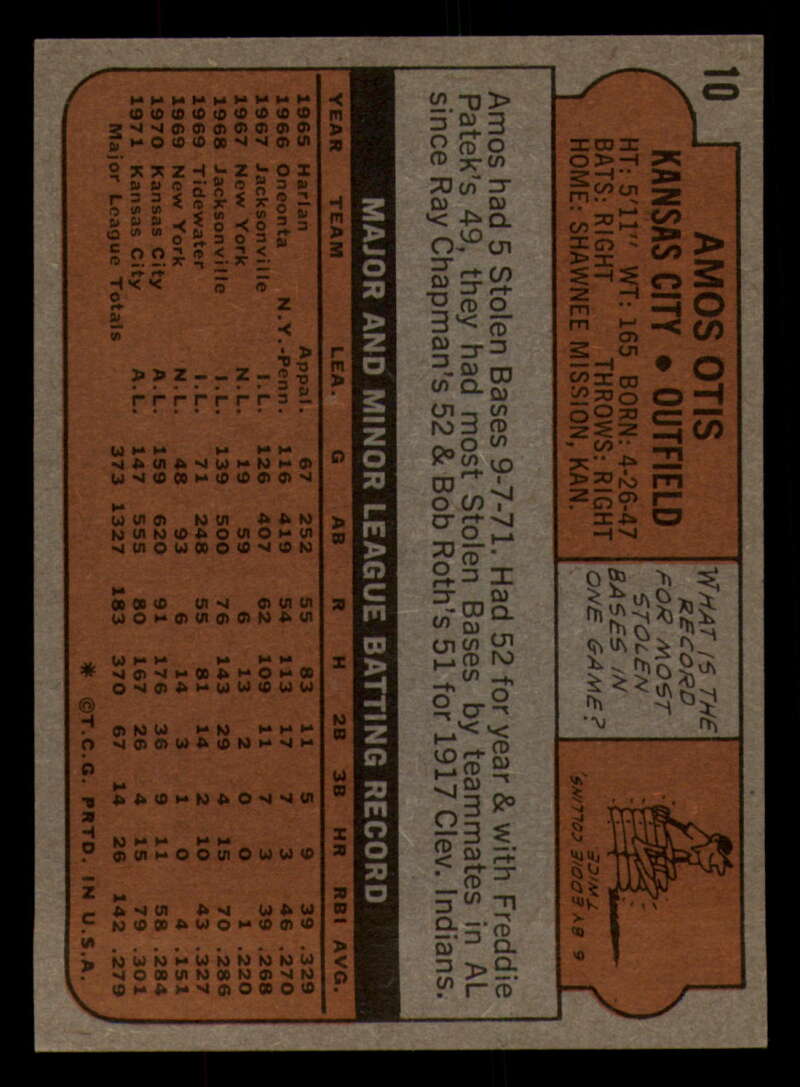 10
AMOS OTIS
KANSAS CITY • OUTFIELD
HT: 5'11" WT: 165 BORN: 4-26-47
BATS: RIGHT THROWS: RIGHT
HOME: SHAWNEE MISSION, KAN.
WHAT IS THE
RECORD
FOR MOST
STOLEN
BASES IN
ONE GAME?
6 BY EDDIE COLLINS,
TWICE
Amos had 5 Stolen Bases 9-7-71. Had 52 for year & with Freddie
Patek's 49, they had most Stolen Bases by teammates in AL
since Ray Chapman's 52 & Bob Roth's 51 for 1917 Clev. Indians.
MAJOR AND MINOR LEAGUE BATTING RECORD
YEAR TEAM LEA. G AB R H 2B 3B HR RBI AVG.
1965 Harlan Appal. 67 252 55 83 11 5 9 39 .329
1966 Oneonta N.Y.-Penn. 116 419 54 113 17 7 3 46 .270
1967 Jacksonville I.L. 126 407 62 109 11 7 3 39 .268
1967 New York N.L. 19 59 6 13 2 0 0 1 .220
1968 Jacksonville I.L. 139 500 76 143 29 4 15 70 .286
1969 Tidewater I.L. 71 248 55 81 14 2 10 43 .327
1969 New York N.L. 48 93 6 14 3 1 0 4 .151
1970 Kansas City A.L. 159 620 91 176 36 9 11 58 .284
1971 Kansas City A.L. 147 555 80 167 26 4 15 79 .301
Major League Totals 373 1327 183 370 67 14 26 142 .279
* ©T.C.G. PRTD. IN U.S.A.